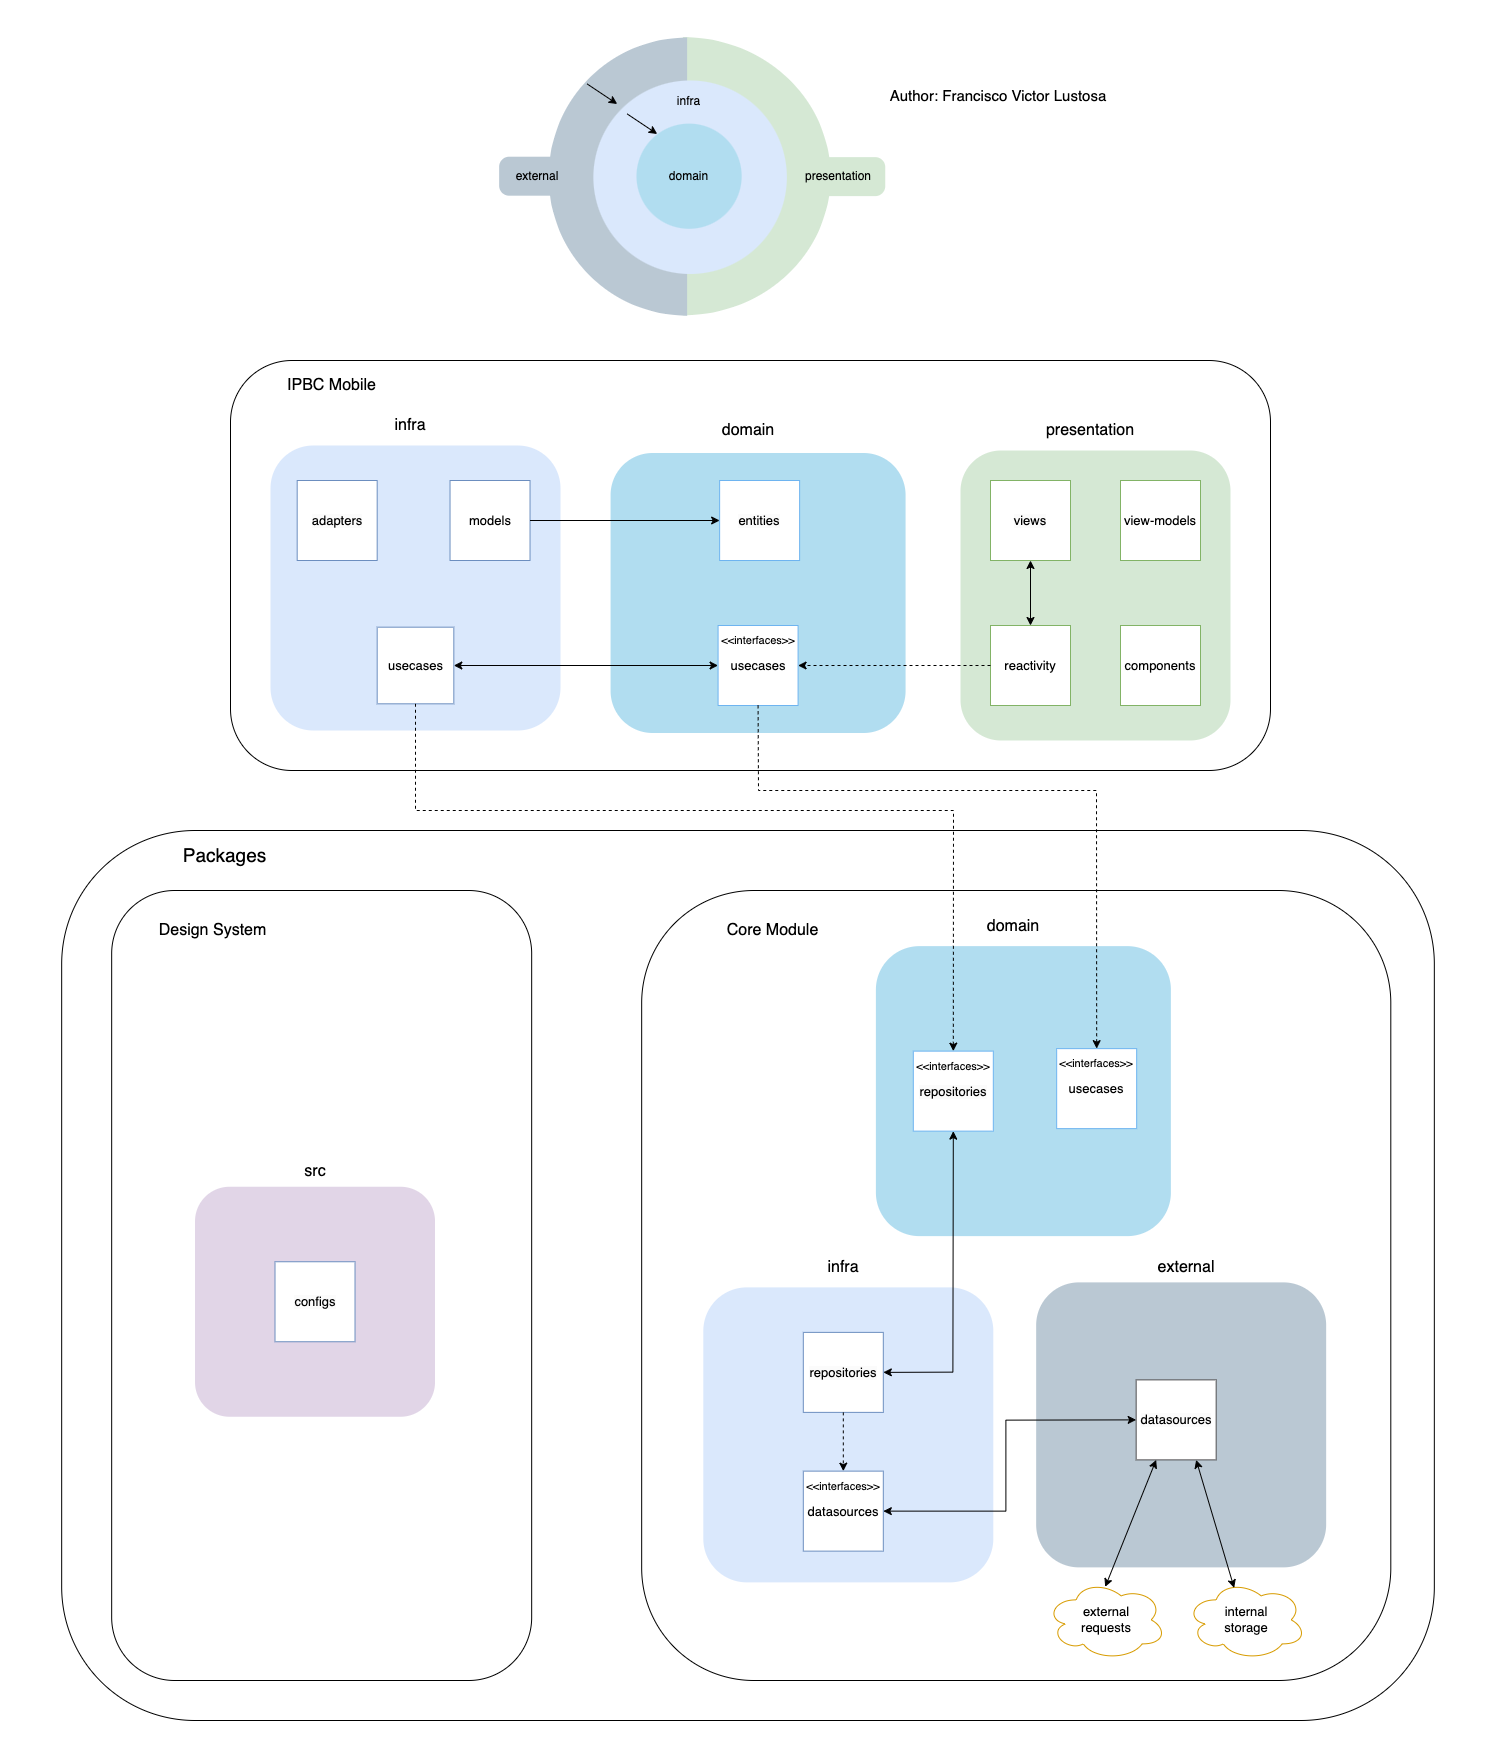 infra
Author: Francisco Victor Lustosa
external
domain
presentation
IPBC Mobile
infra
domain
presentation
adapters
models
entities
views
view-models
usecases
<<interfaces>>
usecases
reactivity
components
Packages
Design System
Core Module
domain
<<interfaces>>
repositories
<<interfaces>>
usecases
src
configs
infra
external
repositories
datasources
<<interfaces>>
datasources
external
requests
internal
storage